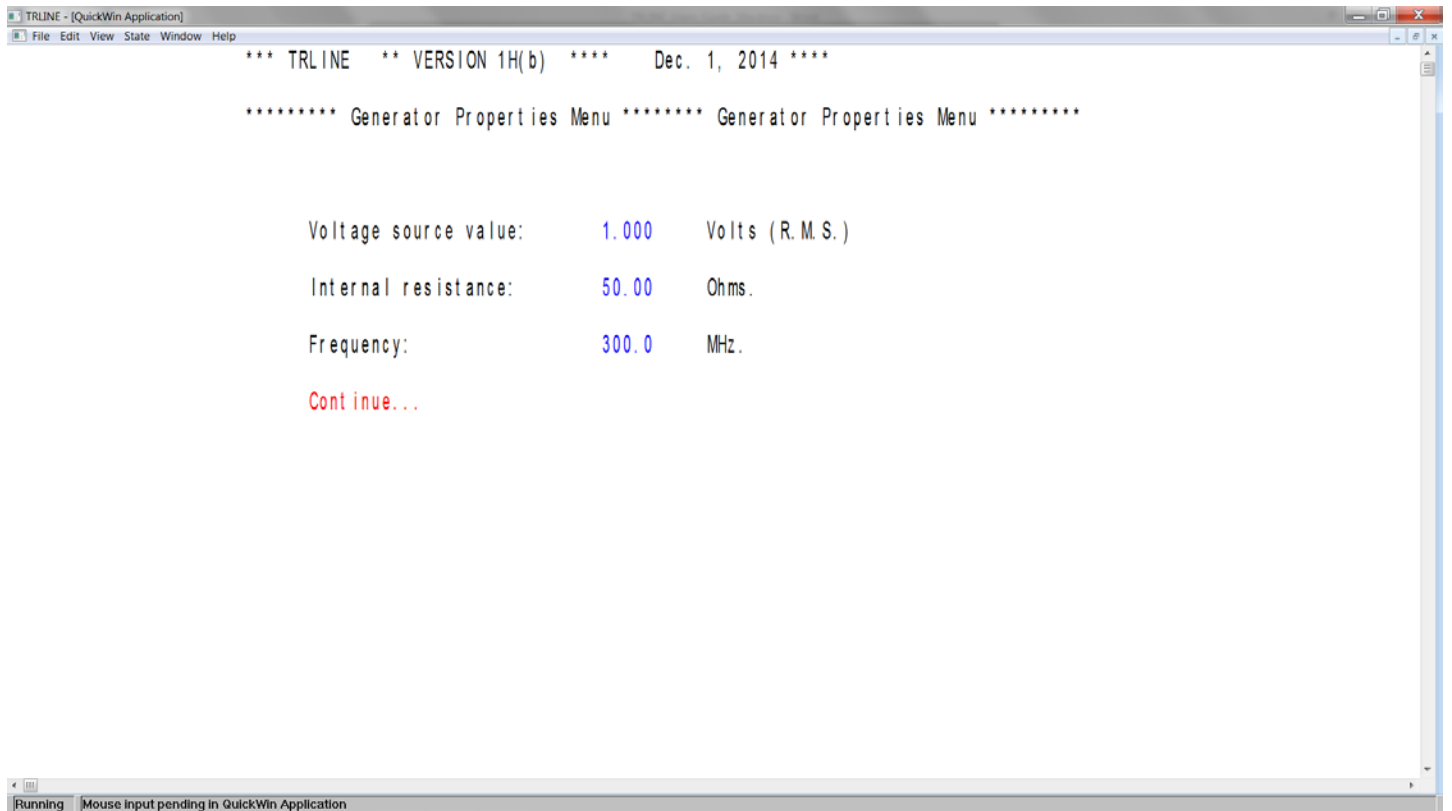 TRLINE - [QuickWin Application]
File Edit View State Window Help
*** TRLINE ** VERSION 1H(b) **** Dec. 1, 2014 ****
********* Generator Properties Menu ******** Generator Properties Menu *********
Voltage source value: 1.000 Volts (R.M.S.)
Internal resistance: 50.00 Ohms.
Frequency: 300.0 MHz.
Continue...
Running Mouse input pending in QuickWin Application